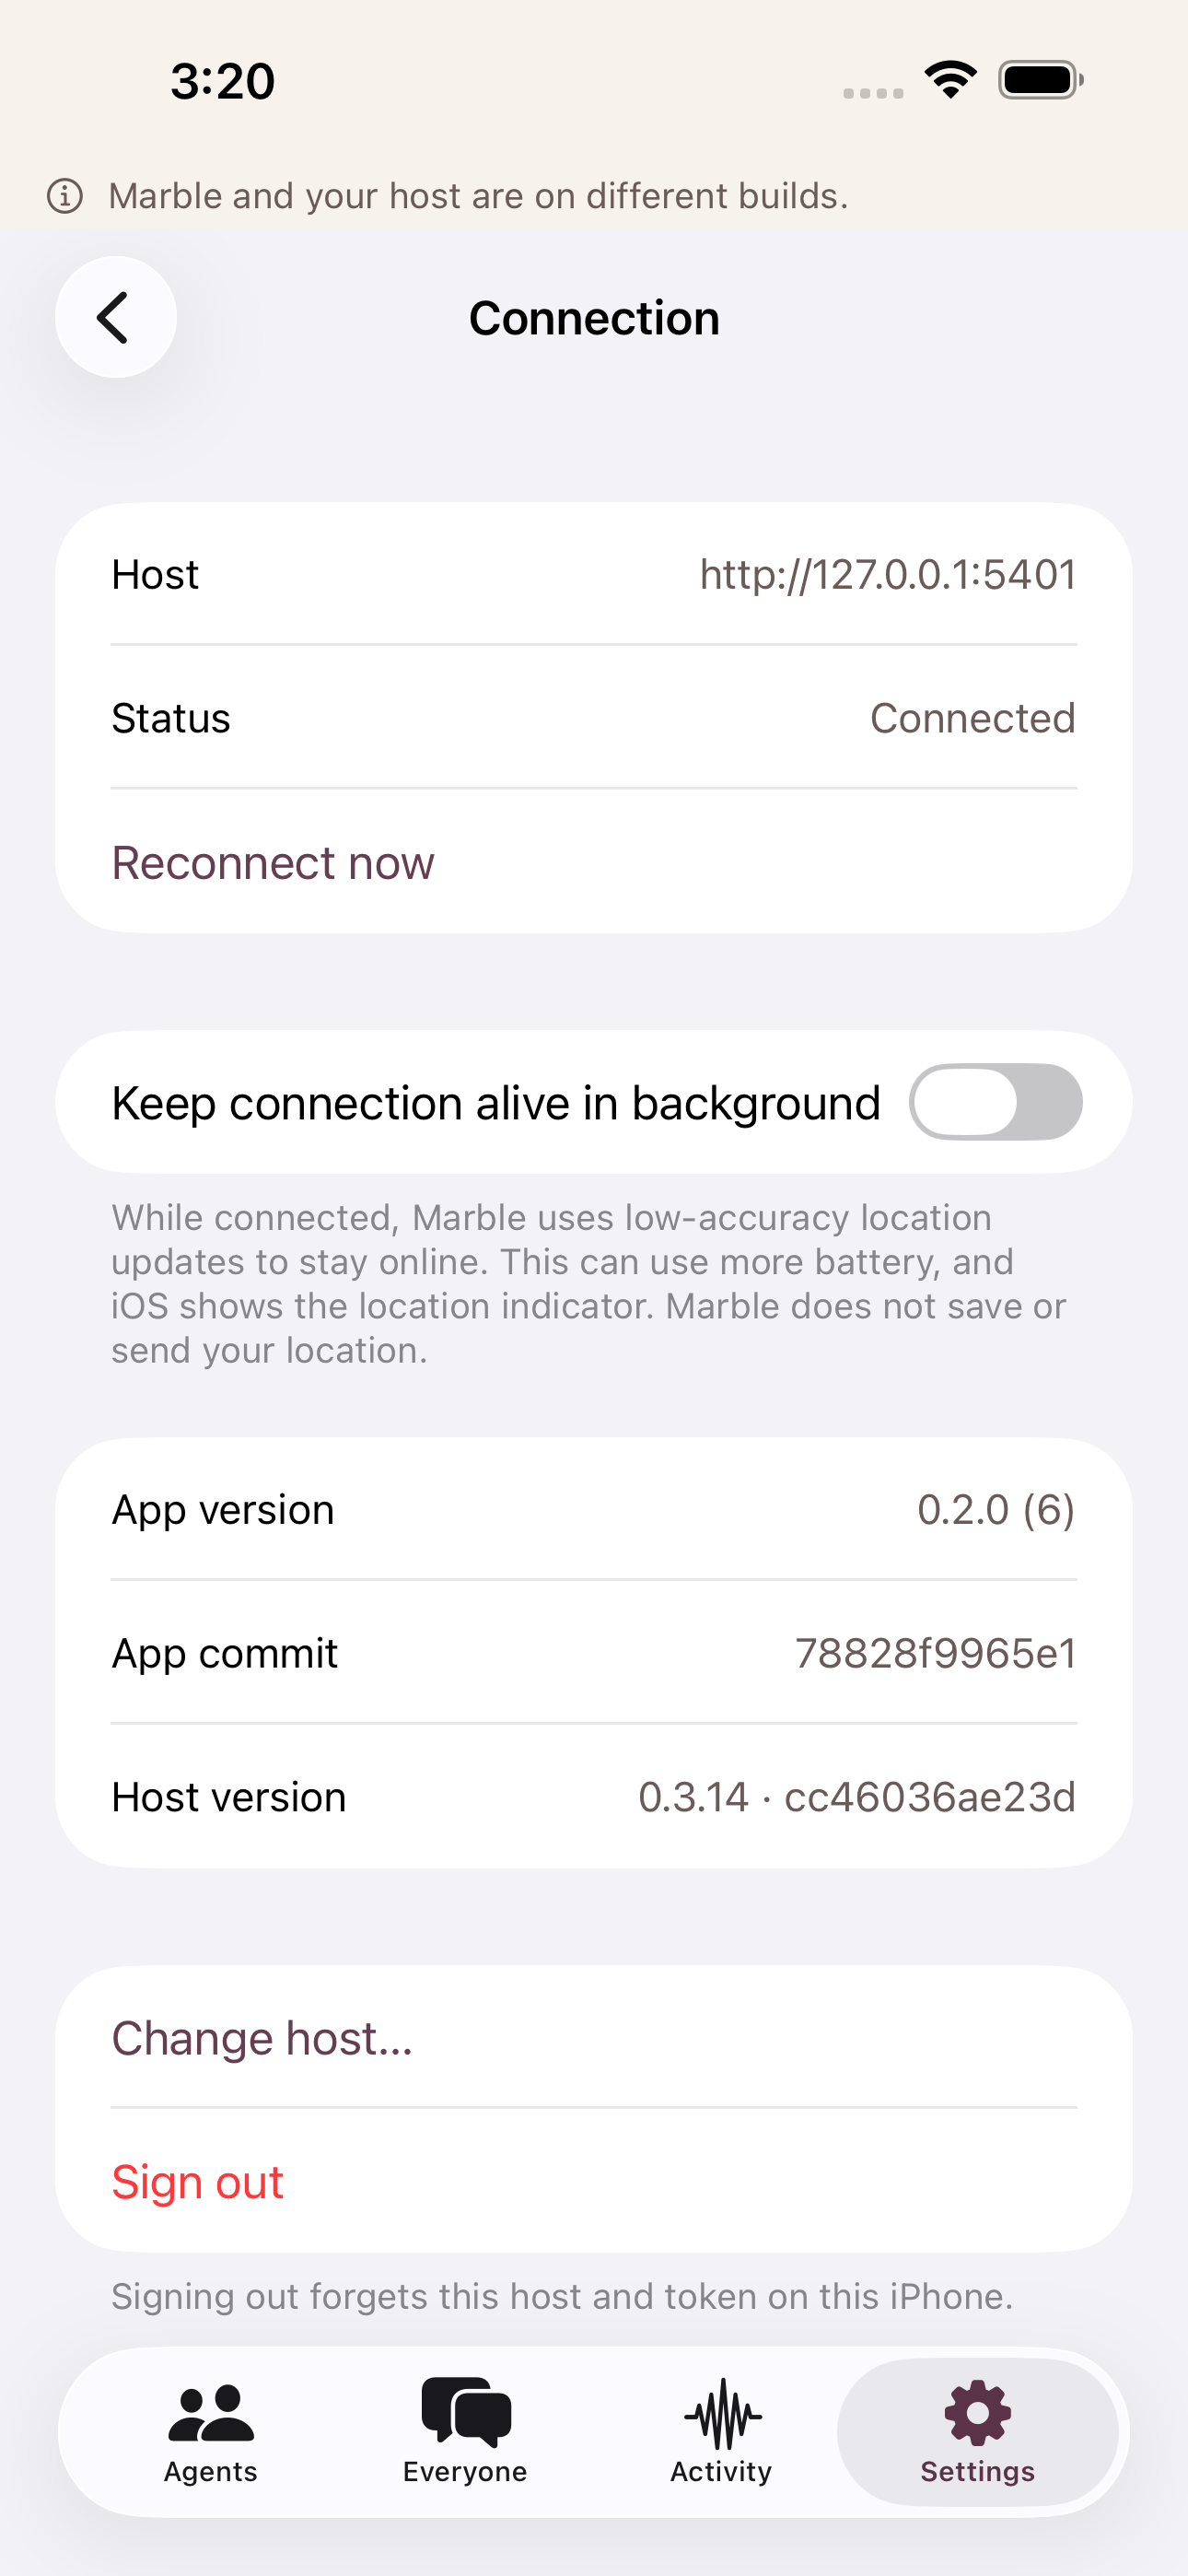 3:20
Marble and your host are on different builds.
Connection
Host http://127.0.0.1:5401
Status Connected
Reconnect now
Keep connection alive in background
While connected, Marble uses low-accuracy location
updates to stay online. This can use more battery, and
iOS shows the location indicator. Marble does not save or
send your location.
App version 0.2.0 (6)
App commit 78828f9965e1
Host version 0.3.14 · cc46036ae23d
Change host...
Sign out
Signing out forgets this host and token on this iPhone.
Agents Everyone Activity Settings